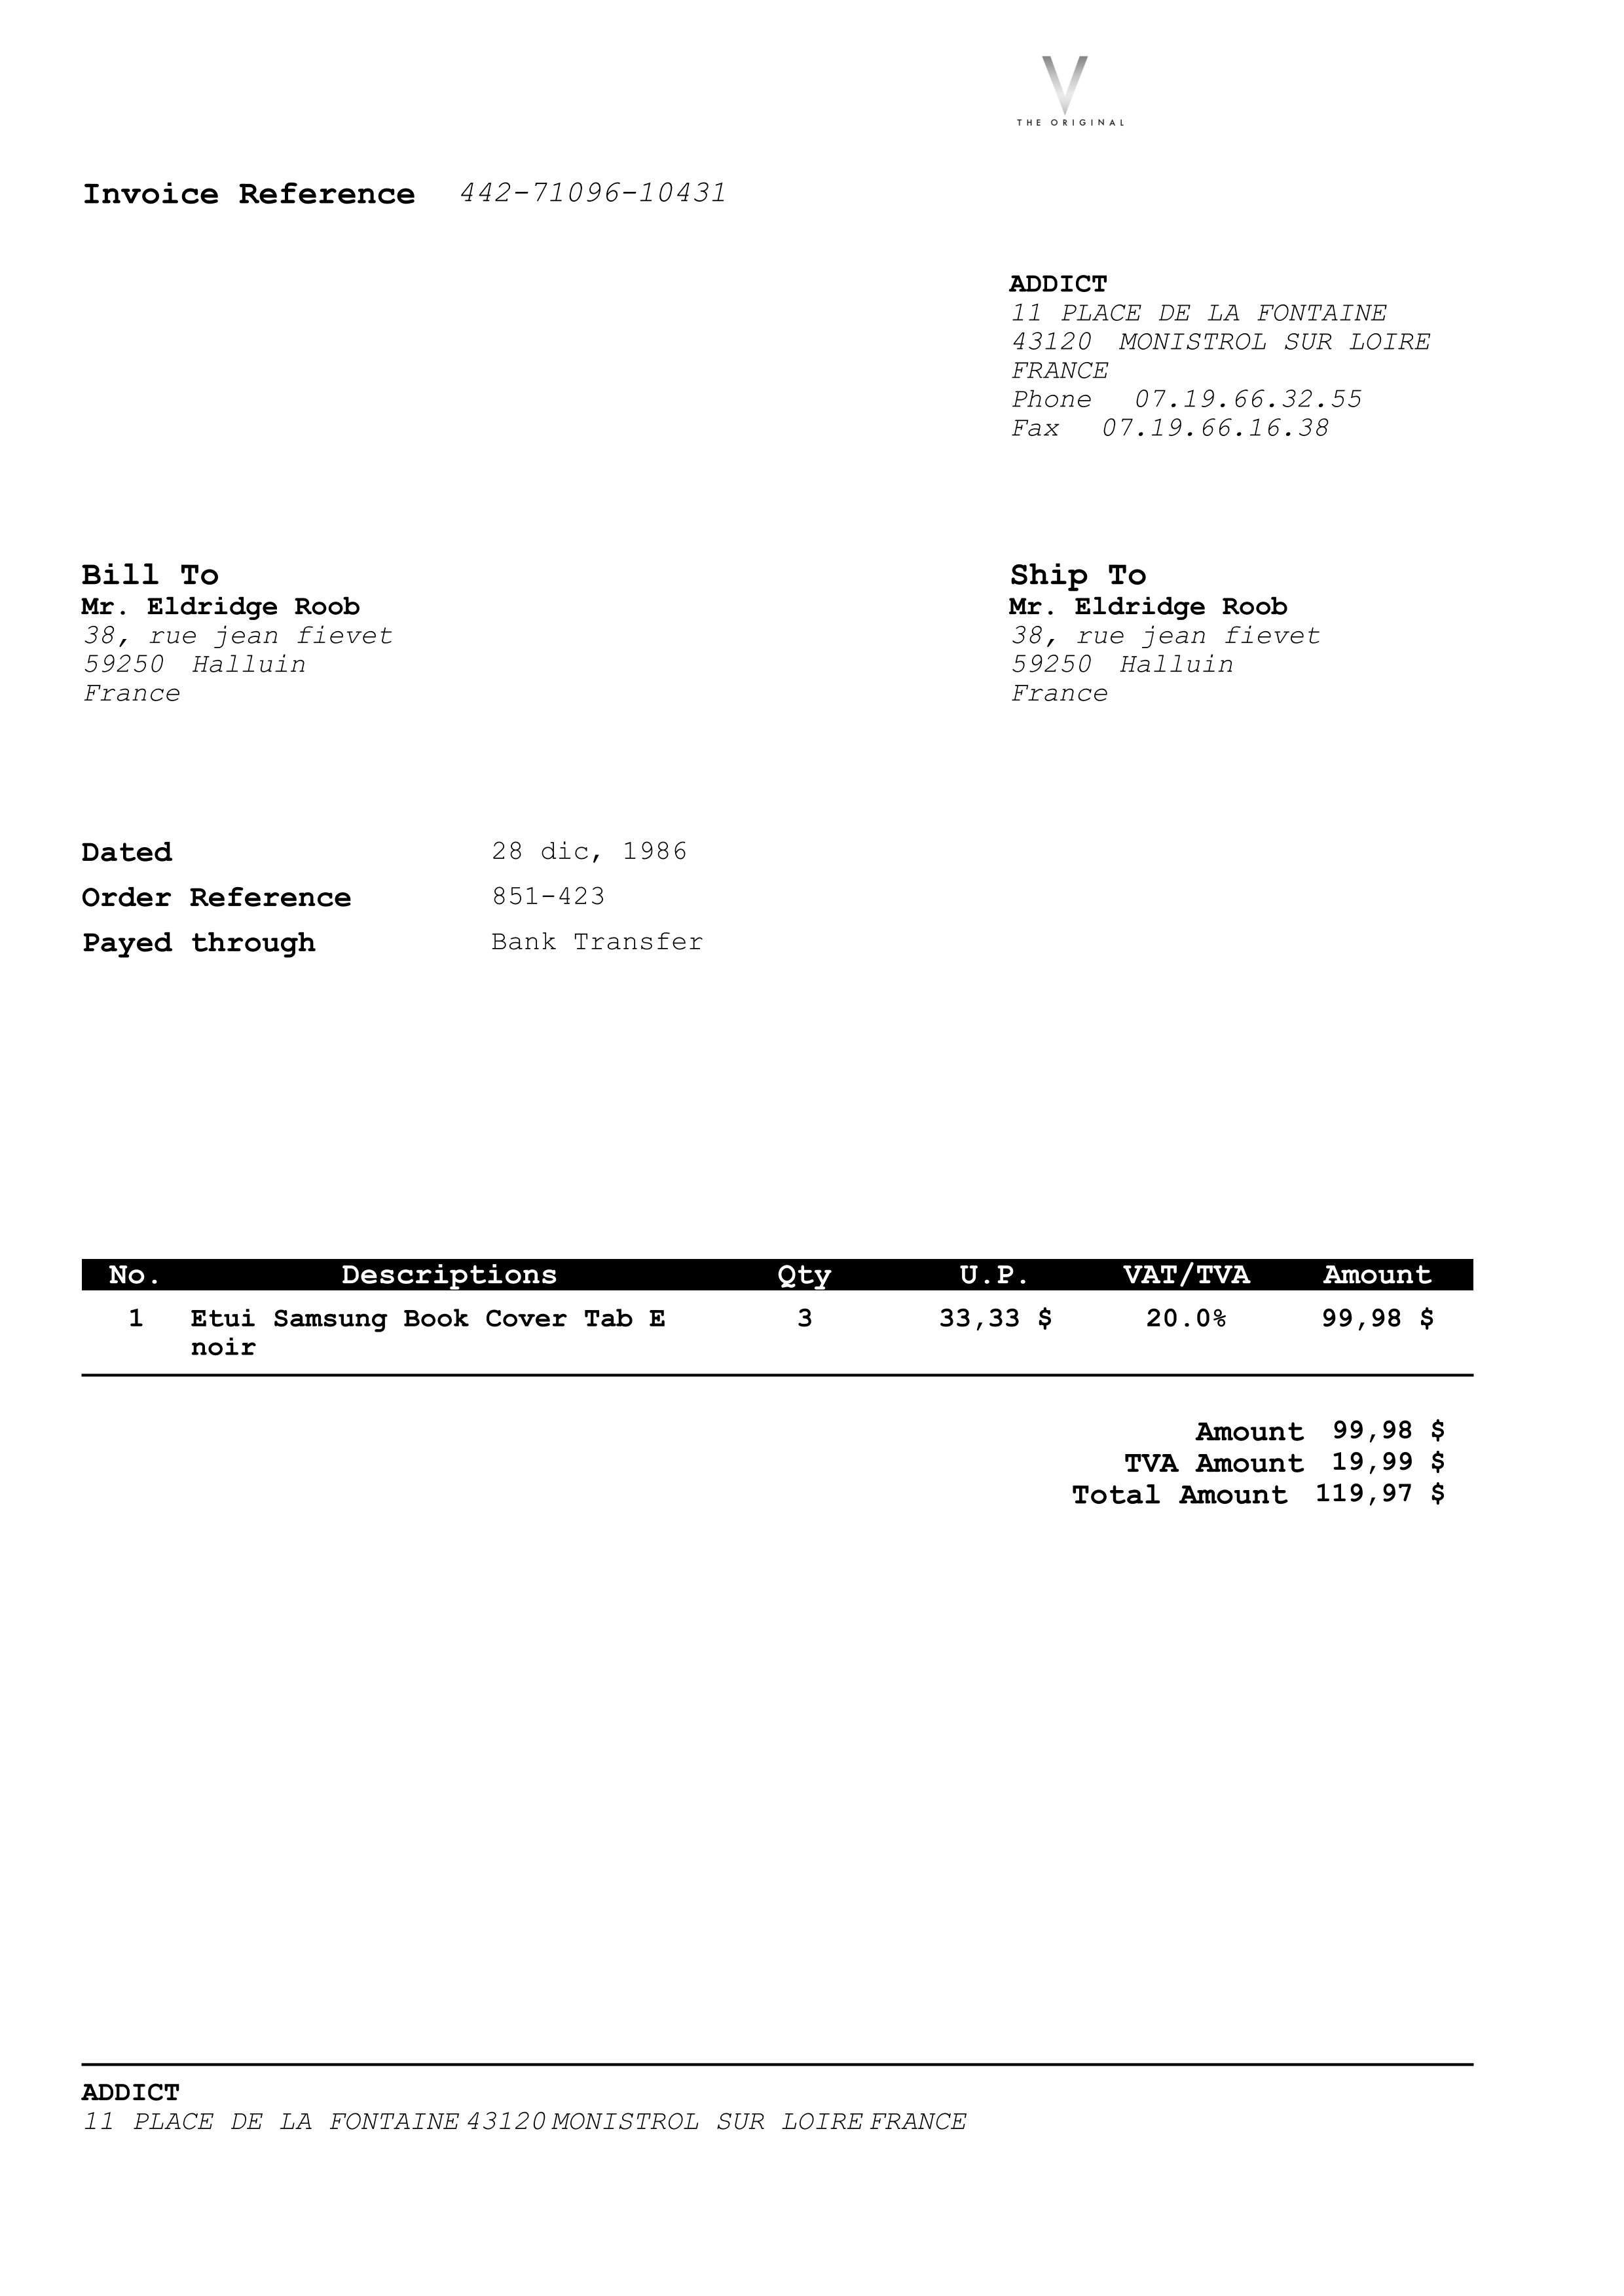 V
THE ORIGINAL
Invoice Reference 442-71096-10431
ADDICT
11 PLACE DE LA FONTAINE
43120 MONISTROL SUR LOIRE
FRANCE
Phone 07.19.66.32.55
Fax 07.19.66.16.38
Bill To
Mr. Eldridge Roob
38, rue jean fievet
59250 Halluin
France
Ship To
Mr. Eldridge Roob
38, rue jean fievet
59250 Halluin
France
Dated 28 dic, 1986
Order Reference 851-423
Payed through Bank Transfer
No. Descriptions Qty U.P. VAT/TVA Amount
1 Etui Samsung Book Cover Tab E 3 33,33 $ 20.0% 99,98 $
noir
Amount 99,98 $
TVA Amount 19,99 $
Total Amount 119,97 $
ADDICT
11 PLACE DE LA FONTAINE 43120 MONISTROL SUR LOIRE FRANCE